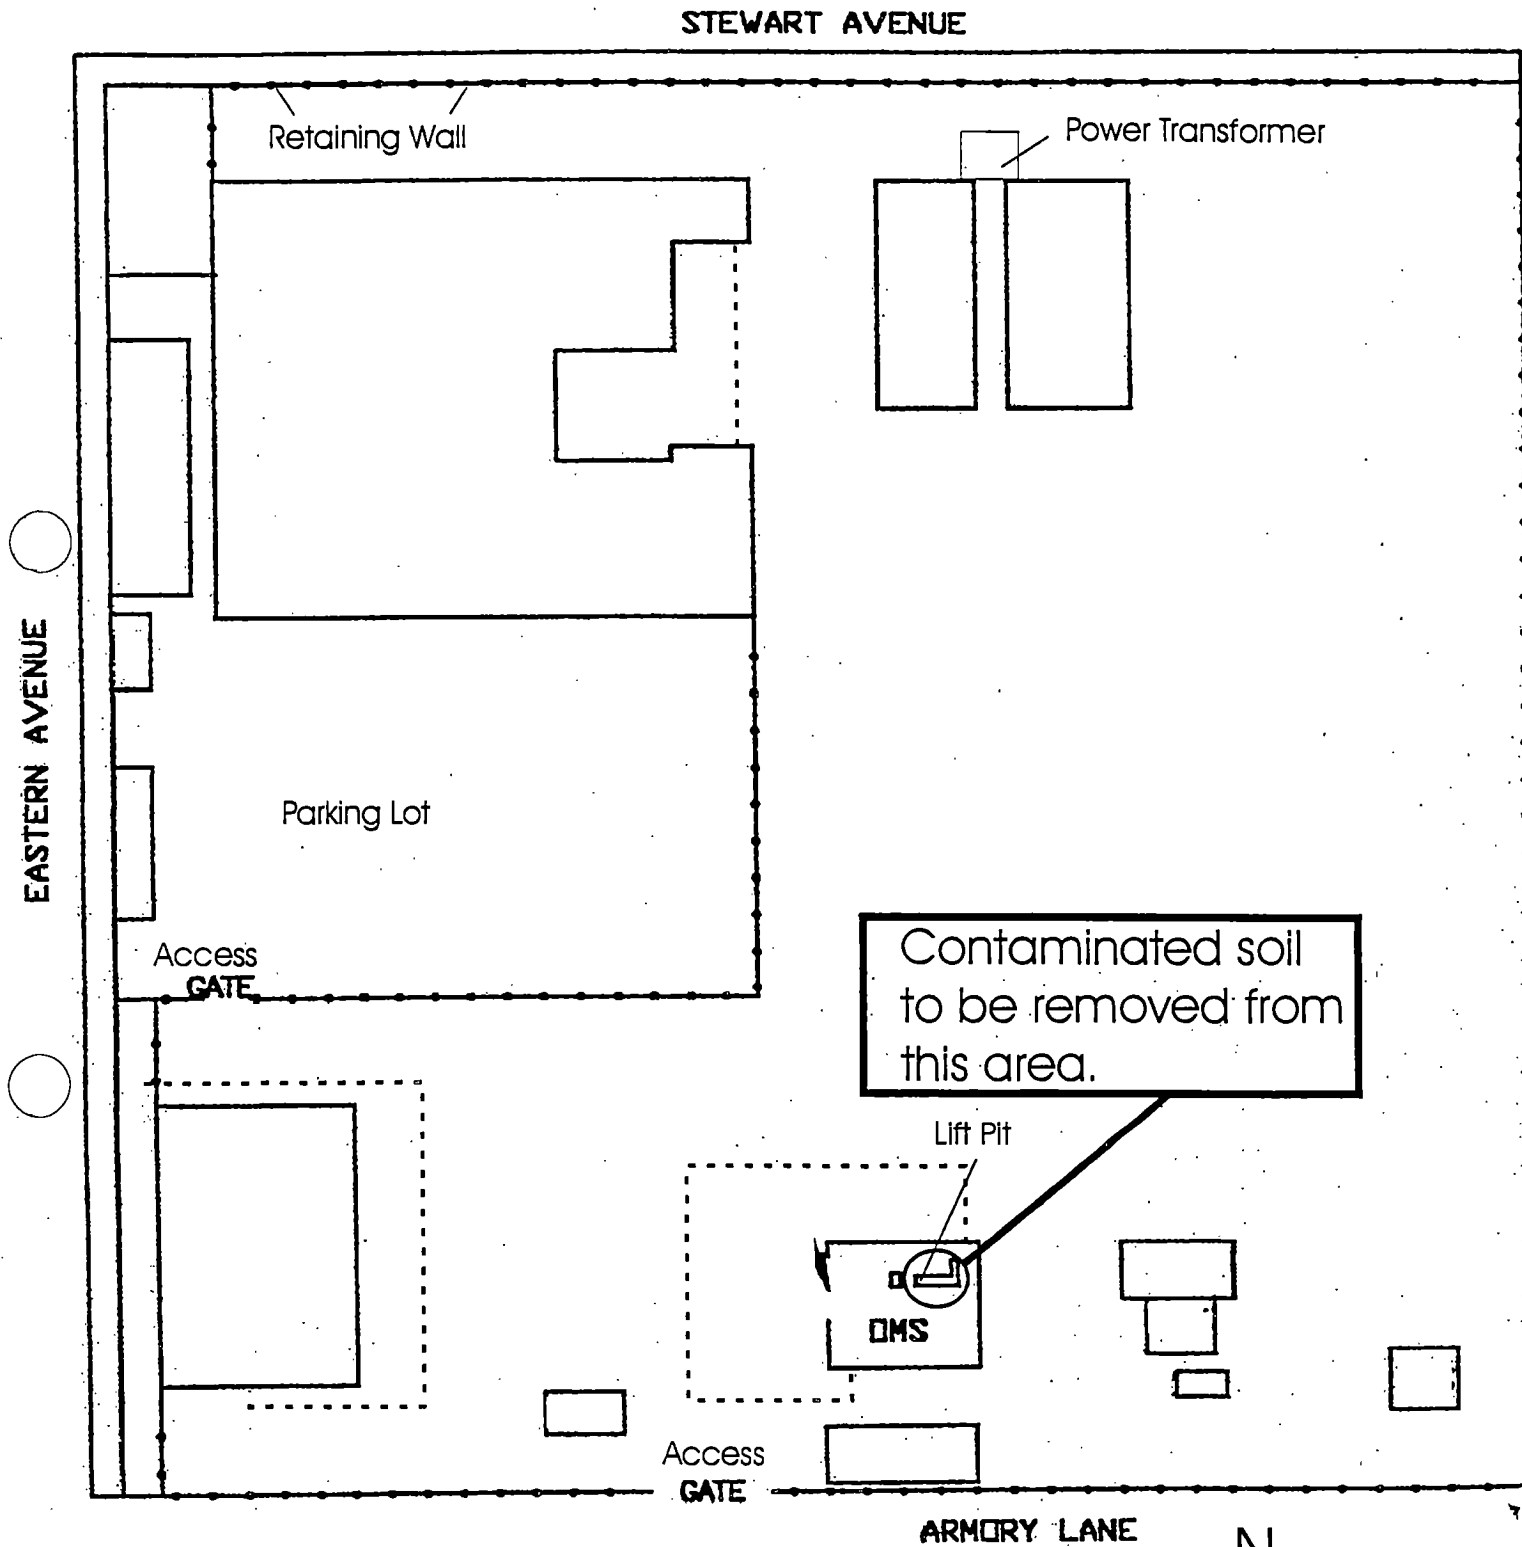 STEWART AVENUE
Retaining Wall
Power Transformer
EASTERN AVENUE
Parking Lot
Access
GATE
Contaminated soil
to be removed from
this area.
Lift Pit
OMS
Access
GATE
ARMORY LANE
N